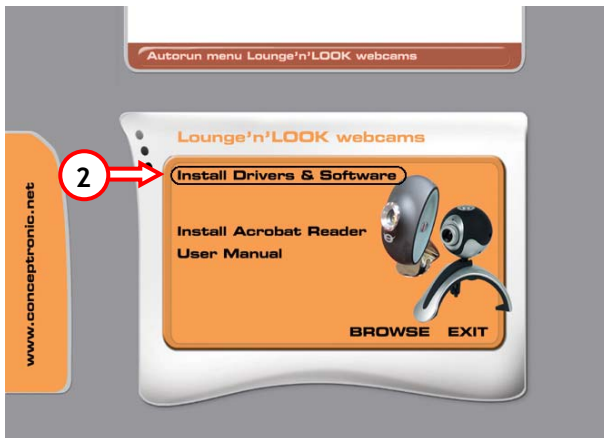 Autorun menu Lounge'n'LOOK webcams
Lounge'n'LOOK webcams
2
Install Drivers & Software
Install Acrobat Reader
User Manual
BROWSE EXIT
www.conceptronic.net